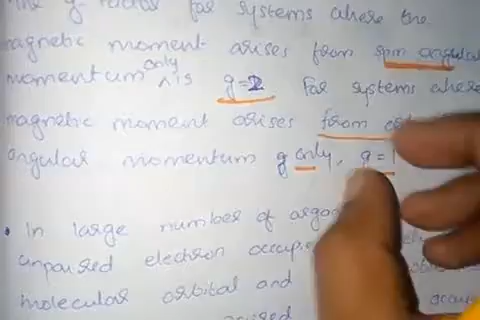 The g-factor for systems where the
magnetic moment arises from spin angular
momentum only is g=2 For systems where
magnetic moment arises from
angular momentum g only, g=1
• In large number of
unpaired electron
molecular orbital and